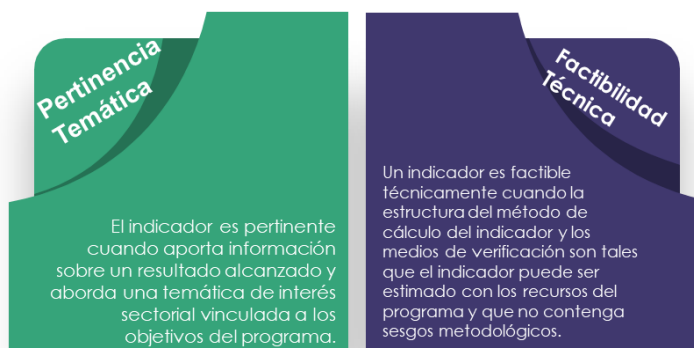 Pertinencia
Temática
El indicador es pertinente
cuando aporta información
sobre un resultado alcanzado y
aborda una temática de interés
sectorial vinculada a los
objetivos del programa.
Factibilidad
Técnica
Un indicador es factible
técnicamente cuando la
estructura del método de
cálculo del indicador y los
medios de verificación son tales
que el indicador puede ser
estimado con los recursos del
programa y que no contenga
sesgos metodológicos.